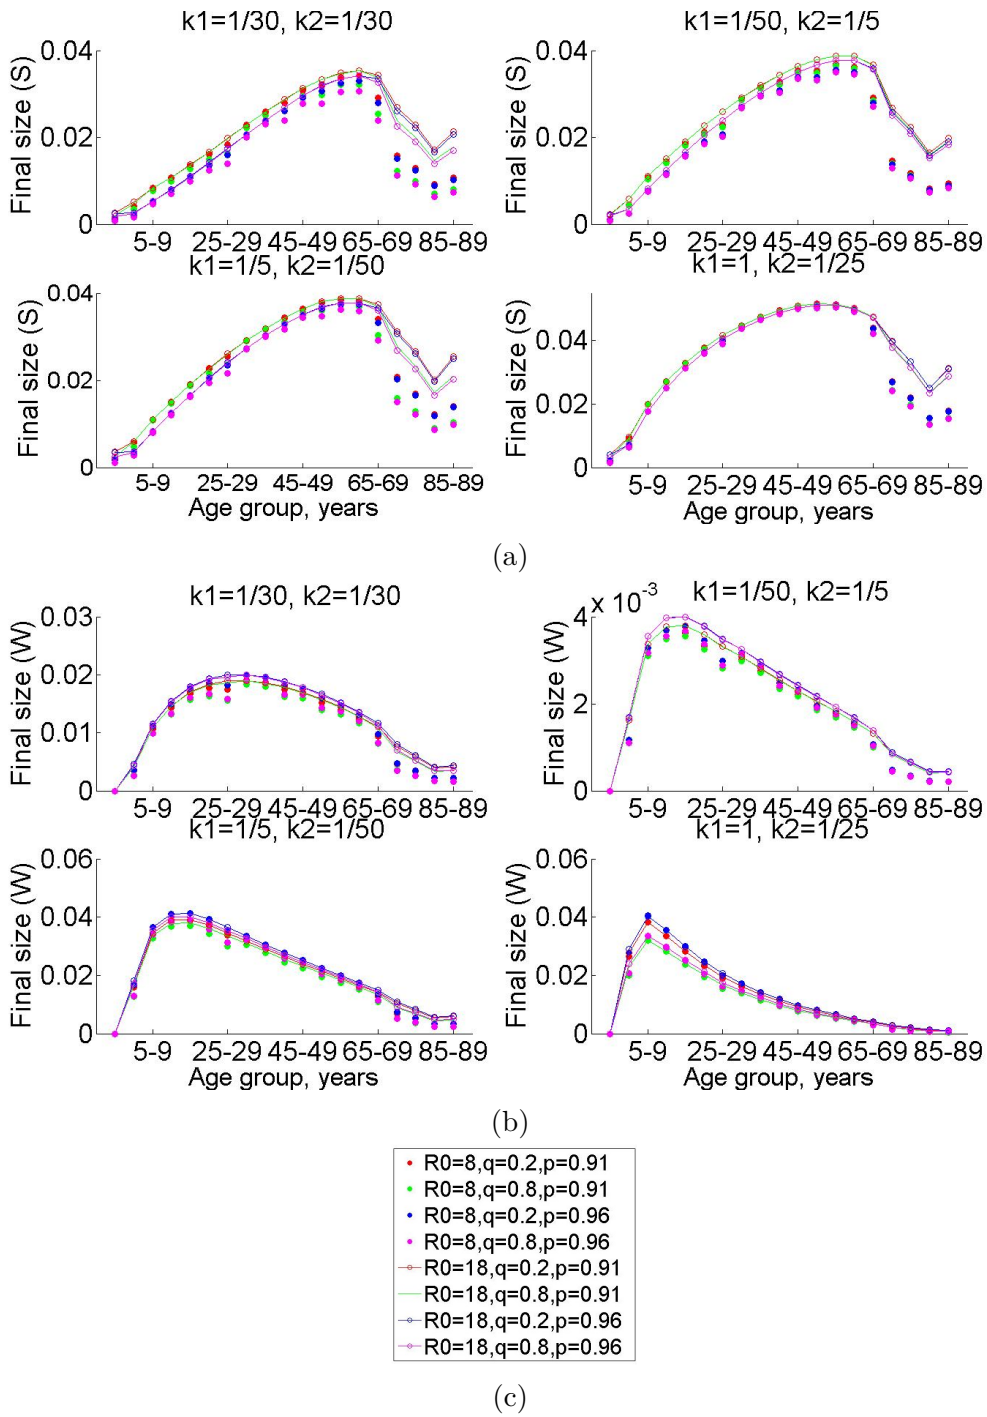 k1=1/30, k2=1/30
k1=1/50, k2=1/5
Final size (S)
0.04
0.02
0
5-9 25-29 45-49 65-69 85-89
Final size (S)
0.04
0.02
0
5-9 25-29 45-49 65-69 85-89
k1=1/5, k2=1/50
k1=1, k2=1/25
Final size (S)
0.04
0.02
0
5-9 25-29 45-49 65-69 85-89
Age group, years
Final size (S)
0.04
0.02
0
5-9 25-29 45-49 65-69 85-89
Age group, years
(a)
k1=1/30, k2=1/30
k1=1/50, k2=1/5
Final size (W)
0.03
0.02
0.01
0
5-9 25-29 45-49 65-69 85-89
Final size (W)
x 10^-3
4
2
0
5-9 25-29 45-49 65-69 85-89
k1=1/5, k2=1/50
k1=1, k2=1/25
Final size (W)
0.06
0.04
0.02
0
5-9 25-29 45-49 65-69 85-89
Age group, years
Final size (W)
0.06
0.04
0.02
0
5-9 25-29 45-49 65-69 85-89
Age group, years
(b)
R0=8,q=0.2,p=0.91
R0=8,q=0.8,p=0.91
R0=8,q=0.2,p=0.96
R0=8,q=0.8,p=0.96
R0=18,q=0.2,p=0.91
R0=18,q=0.8,p=0.91
R0=18,q=0.2,p=0.96
R0=18,q=0.8,p=0.96
(c)